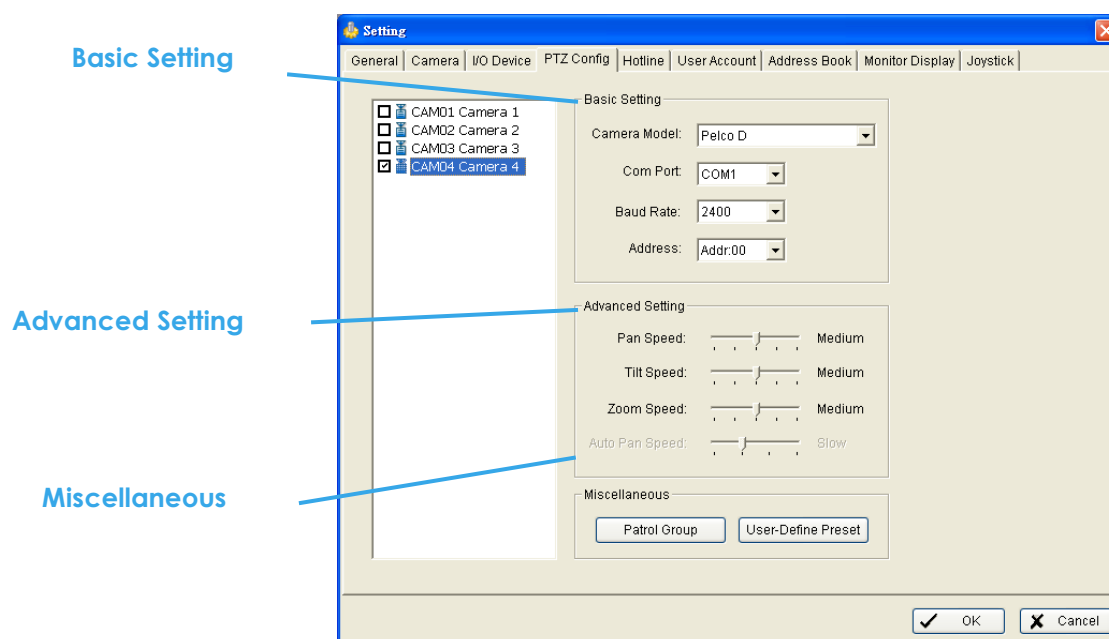 Setting
General Camera I/O Device PTZ Config Hotline User Account Address Book Monitor Display Joystick
Basic Setting
Advanced Setting
Miscellaneous
CAM01 Camera 1
CAM02 Camera 2
CAM03 Camera 3
CAM04 Camera 4
Basic Setting
Camera Model: Pelco D
Com Port: COM1
Baud Rate: 2400
Address: Addr:00
Advanced Setting
Pan Speed: Medium
Tilt Speed: Medium
Zoom Speed: Medium
Auto Pan Speed: Slow
Miscellaneous
Patrol Group User-Define Preset
OK Cancel